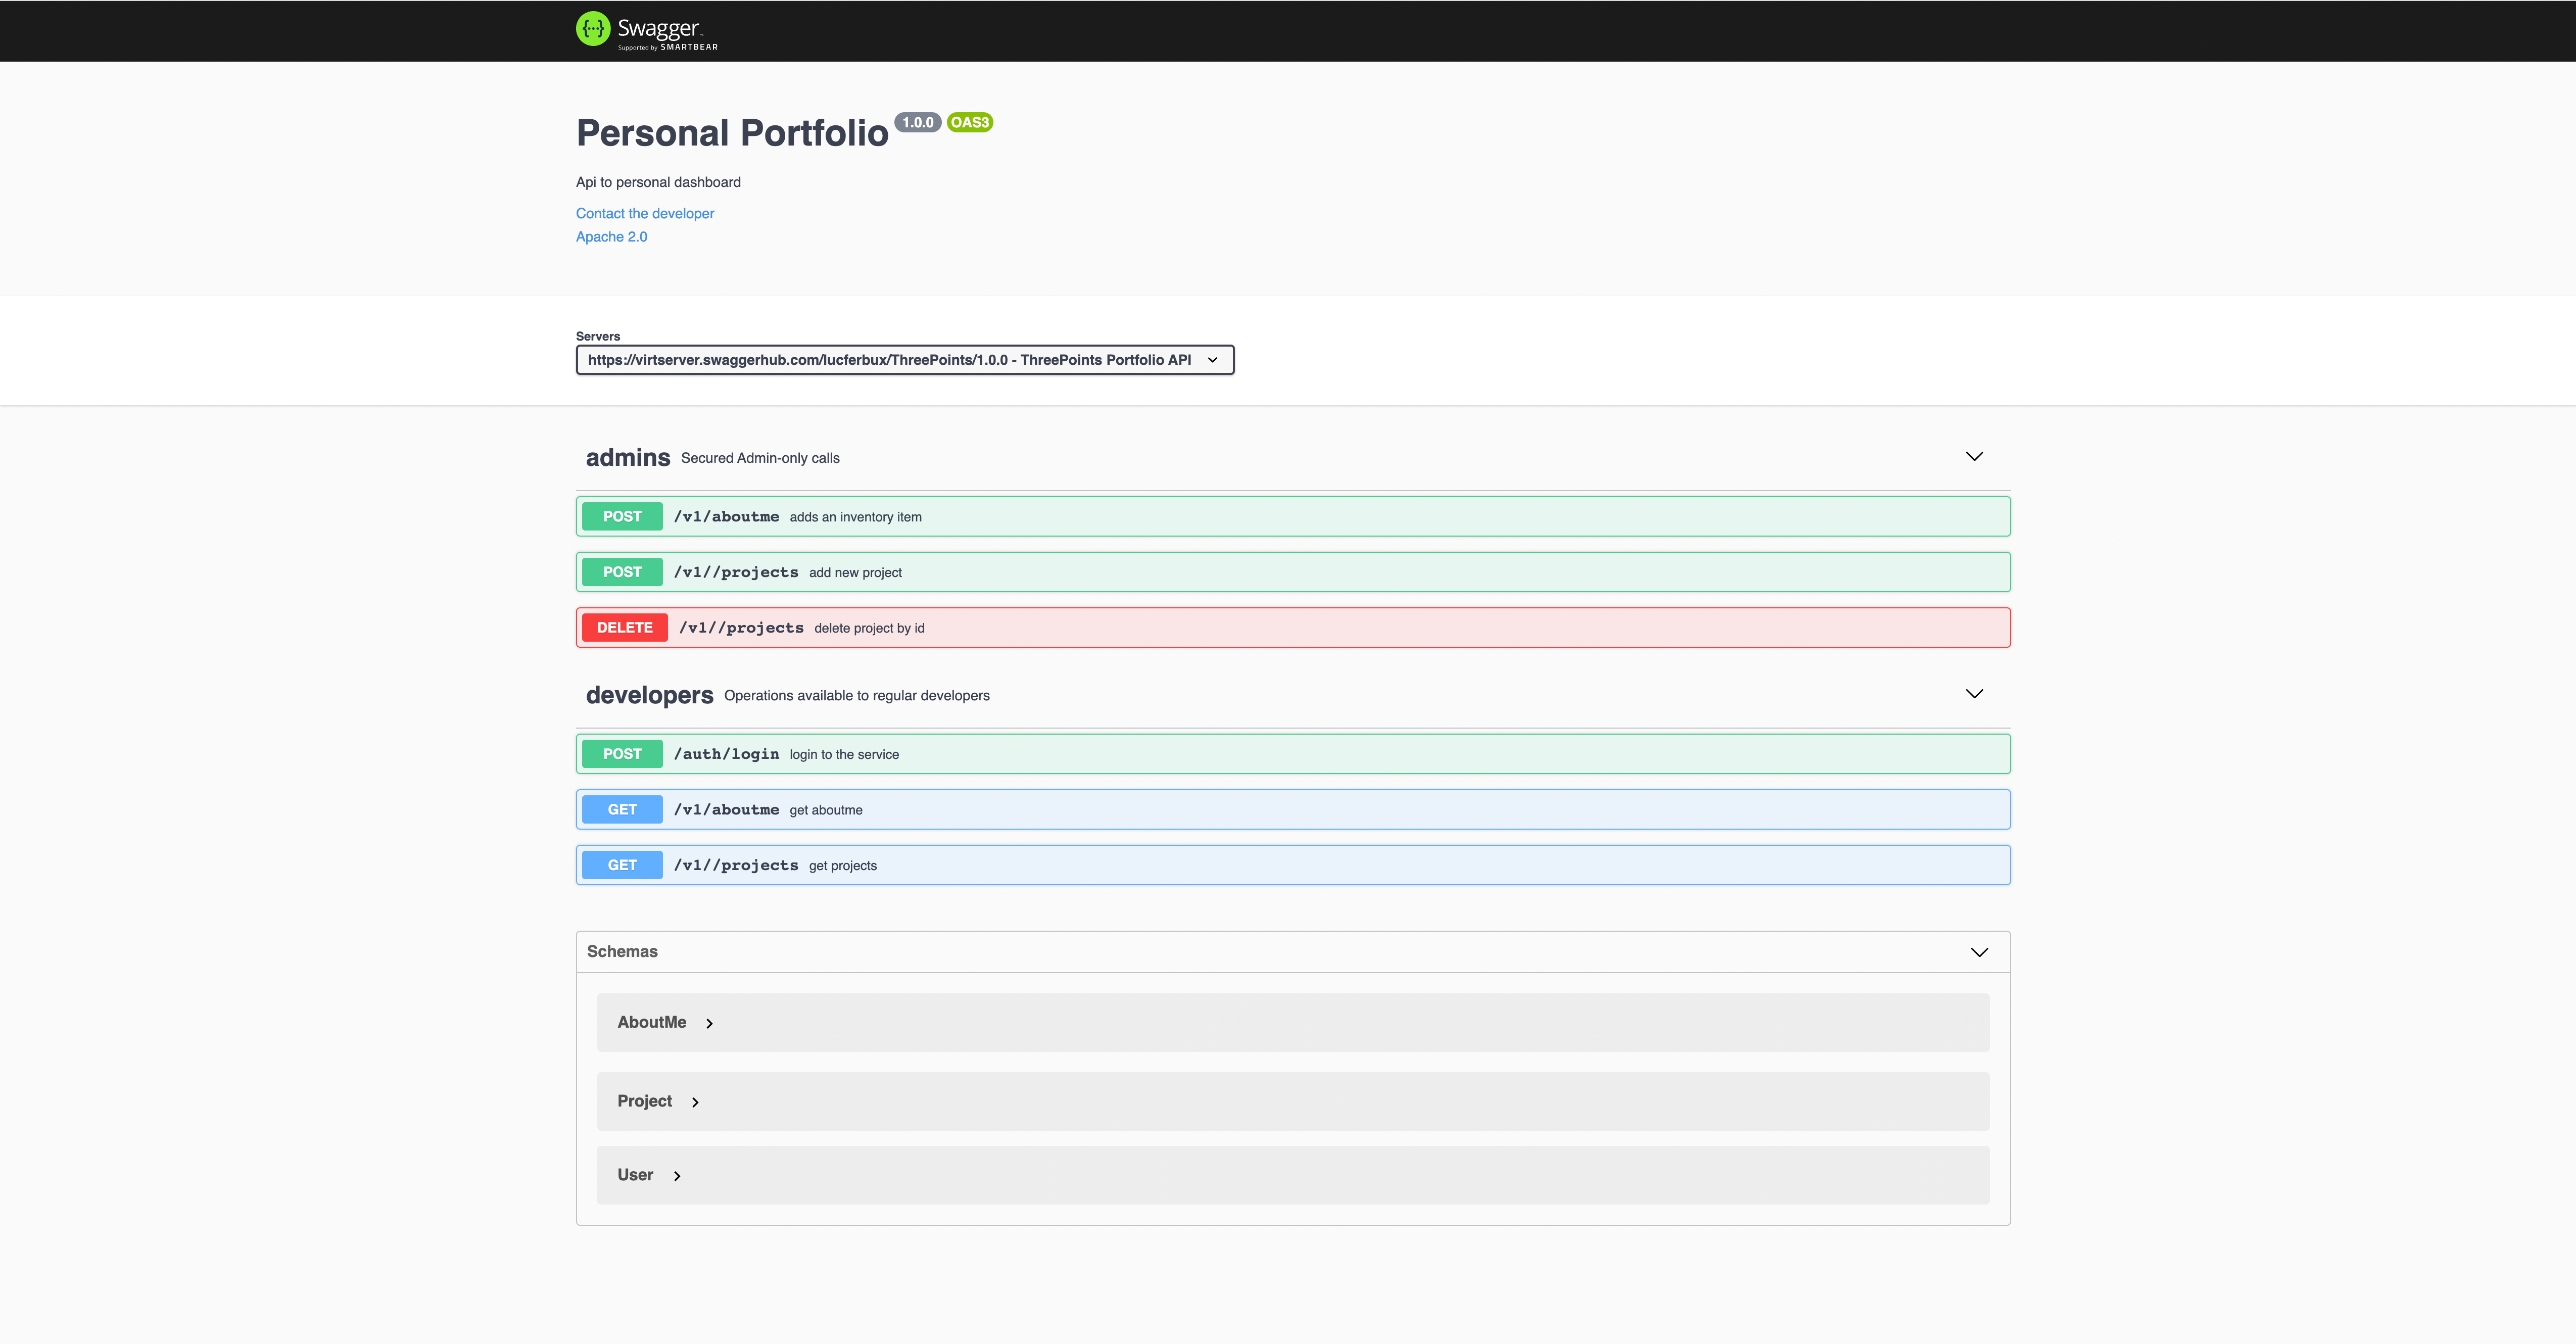 {···} Swagger™
Supported by SMARTBEAR
Personal Portfolio 1.0.0 OAS3
Api to personal dashboard
Contact the developer
Apache 2.0
Servers
https://virtserver.swaggerhub.com/lucferbux/ThreePoints/1.0.0 - ThreePoints Portfolio API
admins Secured Admin-only calls
POST /v1/aboutme adds an inventory item
POST /v1//projects add new project
DELETE /v1//projects delete project by id
developers Operations available to regular developers
POST /auth/login login to the service
GET /v1/aboutme get aboutme
GET /v1//projects get projects
Schemas
AboutMe
Project
User